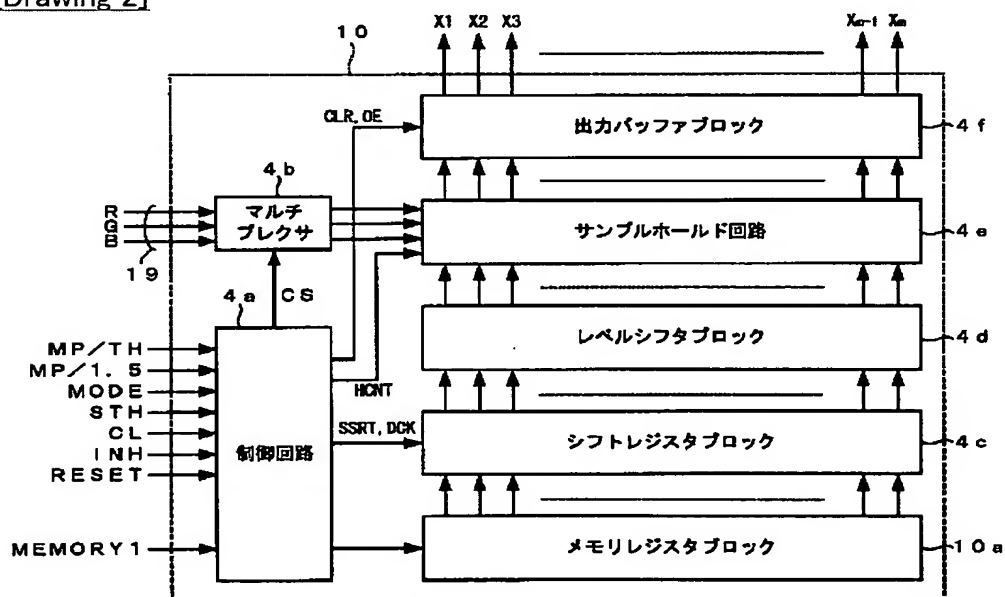 [Drawing 2]
X1 X2 X3 Xm-1 Xm
10
CLR, OE
出力バッファブロック
4f
4b
マルチ
プレクサ
R
G
B
19
サンプルホールド回路
4e
4a
CS
レベルシフタブロック
4d
MP/TH
MP/1.5
MODE
STH
CL
INH
RESET
HCNT
SSRT, DCK
制御回路
シフトレジスタブロック
4c
MEMORY1
メモリレジスタブロック
10a